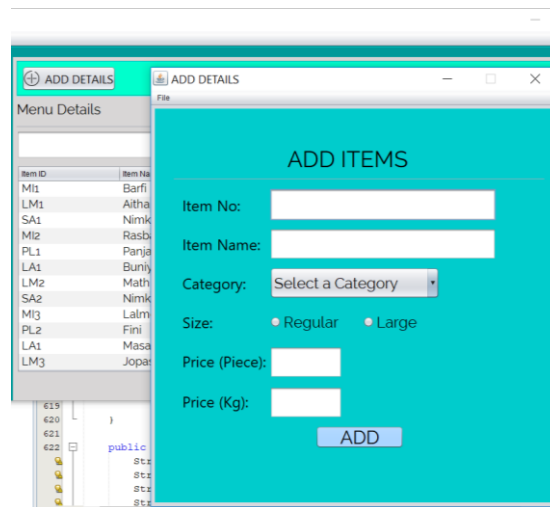 ADD DETAILS
Menu Details
Item ID Item Na
MI1 Barfi
LM1 Aitha
SA1 Nimk
MI2 Rasba
PL1 Panja
LA1 Buniy
LM2 Math
SA2 Nimk
MI3 Lalm
PL2 Fini
LA1 Masa
LM3 Jopas
619
620 )
621
622 public
Str
Str
Str
Str
ADD DETAILS
File
ADD ITEMS
Item No:
Item Name:
Category: Select a Category
Size: Regular Large
Price (Piece):
Price (Kg):
ADD